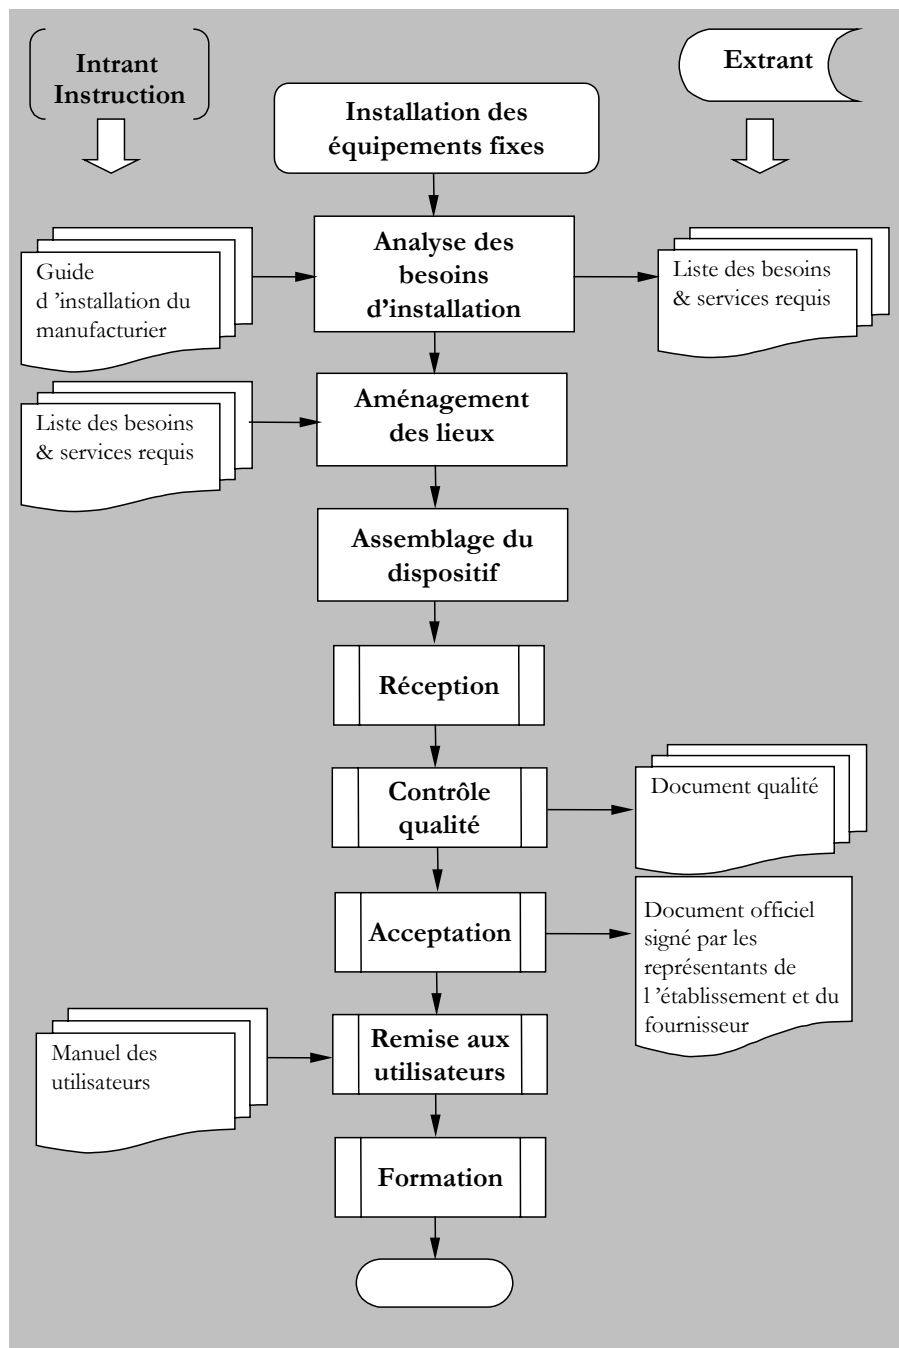 Intrant
Instruction
Extrant
Installation des
équipements fixes
Guide
d ’installation du
manufacturier
Analyse des
besoins
d'installation
Liste des besoins
& services requis
Liste des besoins
& services requis
Aménagement
des lieux
Assemblage du
dispositif
Réception
Contrôle
qualité
Document qualité
Acceptation
Document officiel
signé par les
représentants de
l ’établissement et du
fournisseur
Manuel des
utilisateurs
Remise aux
utilisateurs
Formation